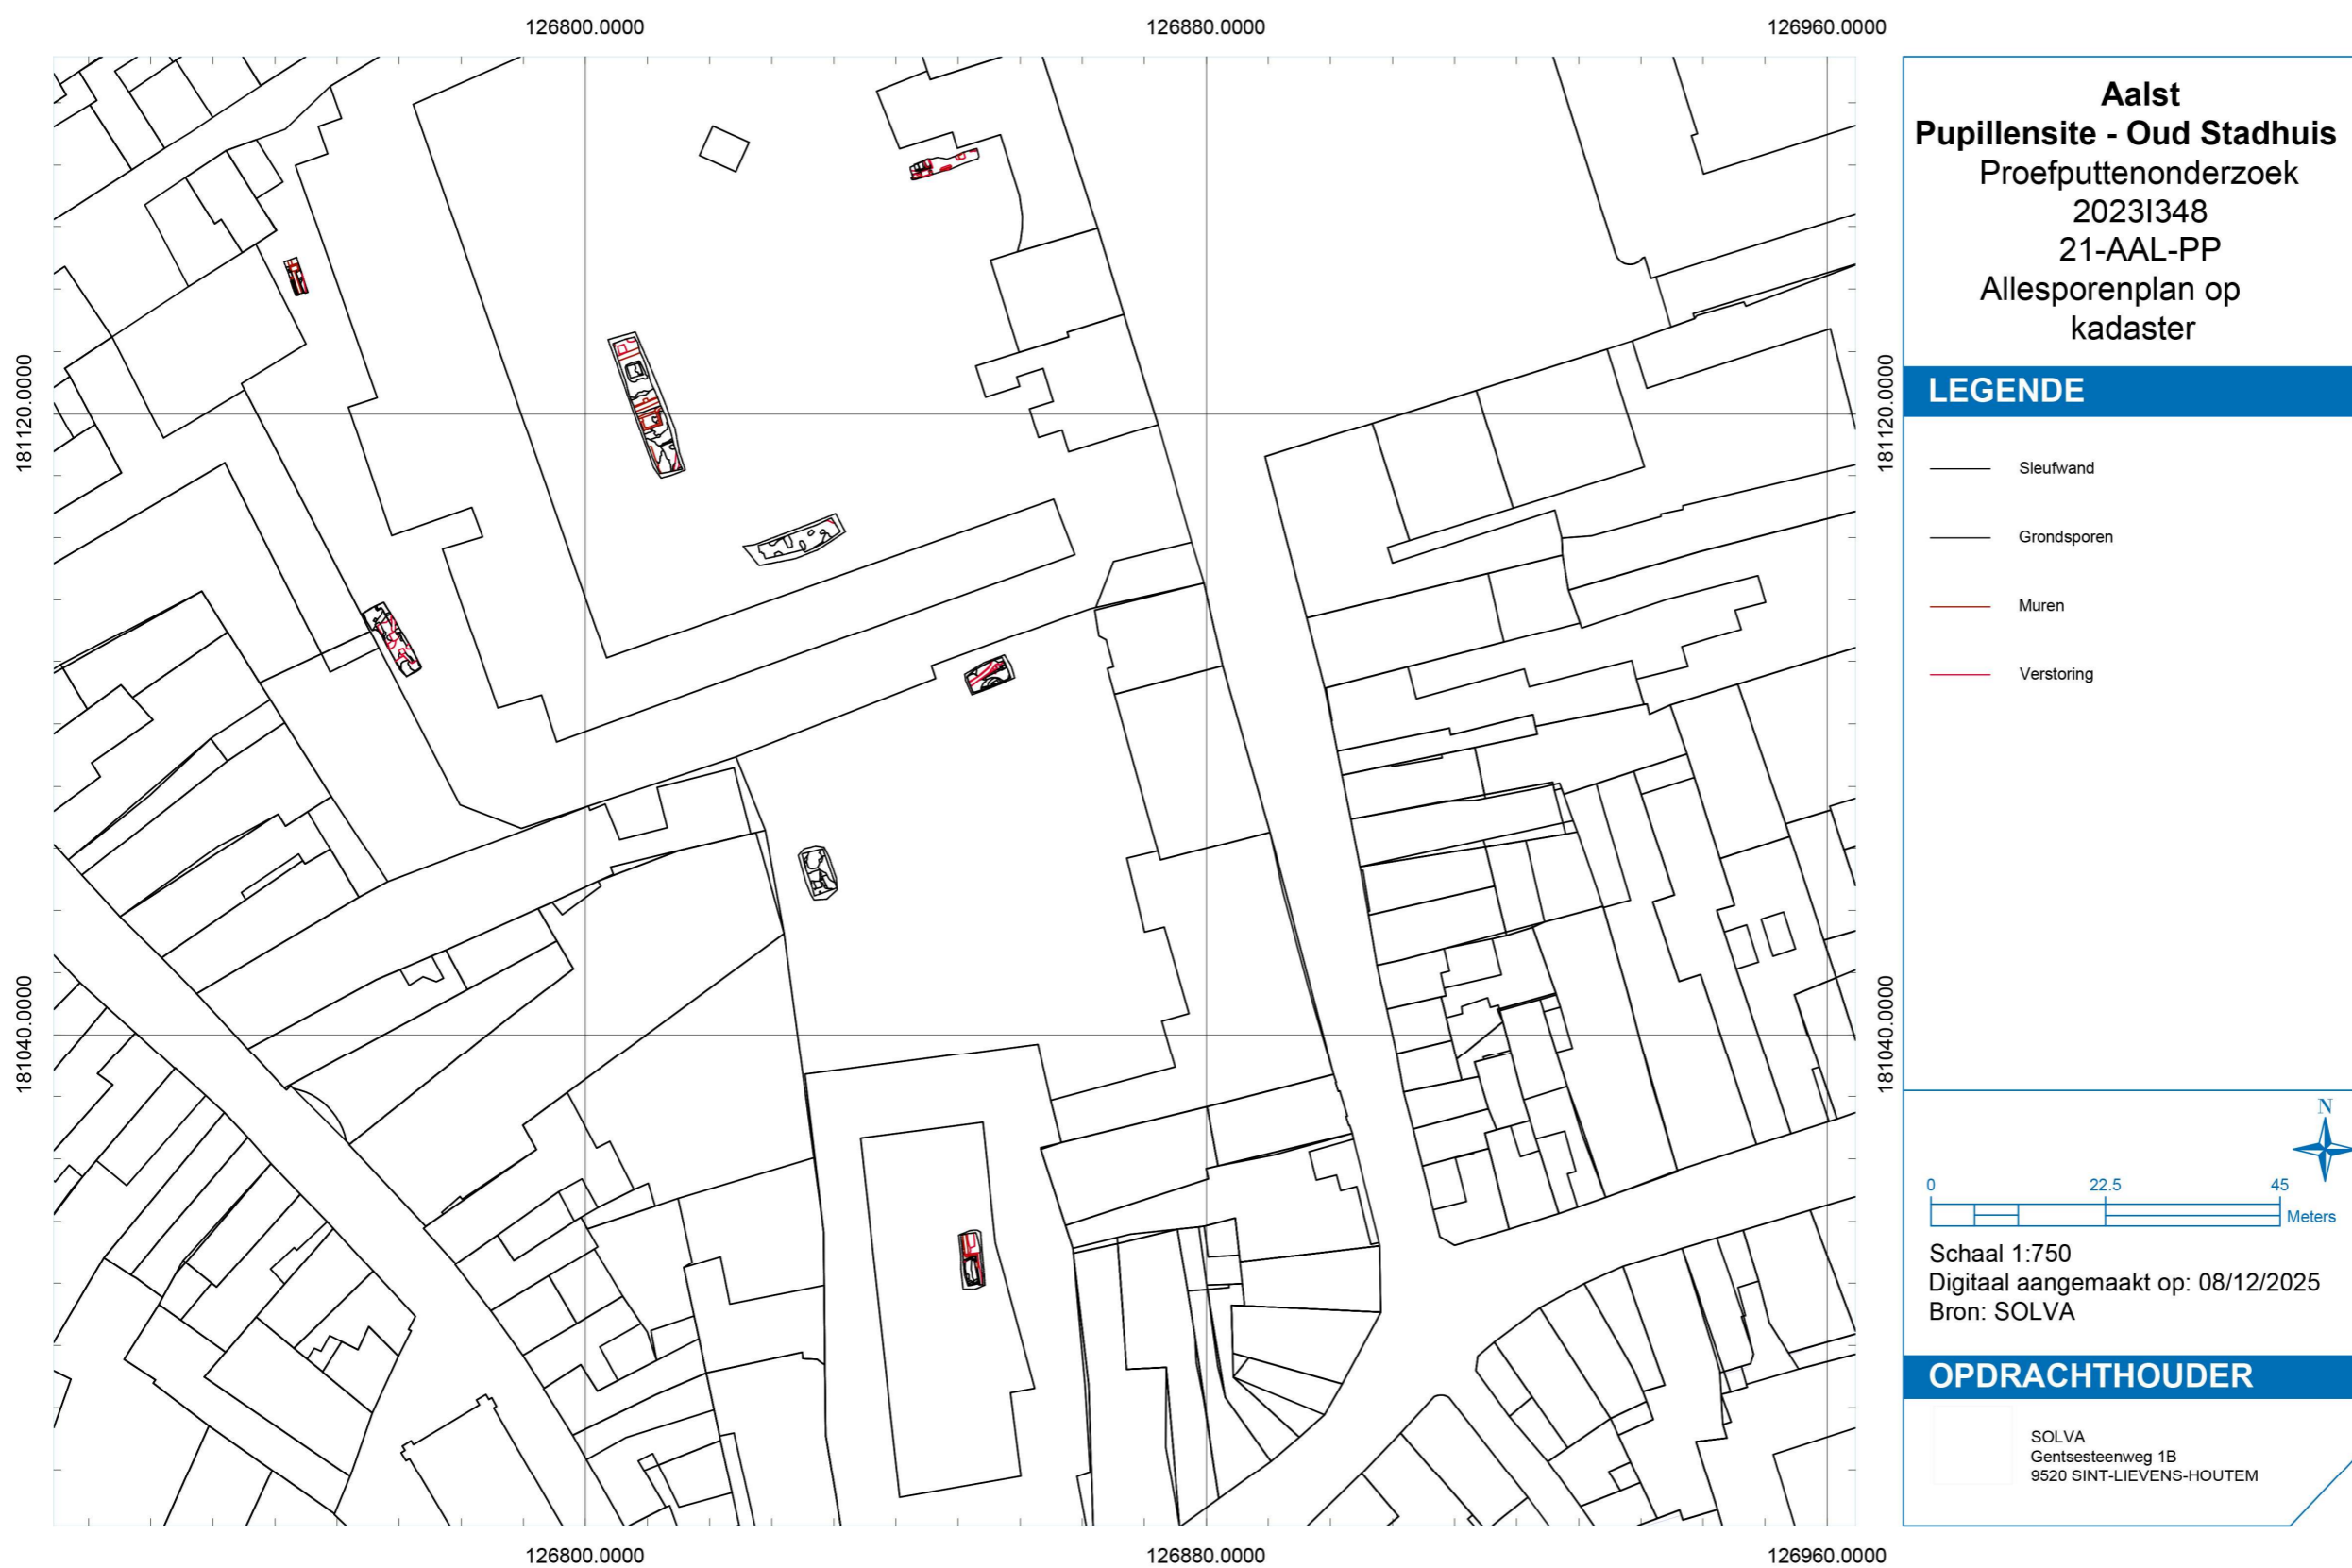 126800.0000
126880.0000
126960.0000
181120.0000
181120.0000
181040.0000
181040.0000
126800.0000
126880.0000
126960.0000
Aalst
Pupillensite - Oud Stadhuis
Proefputtenonderzoek
2023I348
21-AAL-PP
Allesporenplan op
kadaster
LEGENDE
Sleufwand
Grondsporen
Muren
Verstoring
N
0 22.5 45
Meters
Schaal 1:750
Digitaal aangemaakt op: 08/12/2025
Bron: SOLVA
OPDRACHTHOUDER
SOLVA
Gentsesteenweg 1B
9520 SINT-LIEVENS-HOUTEM